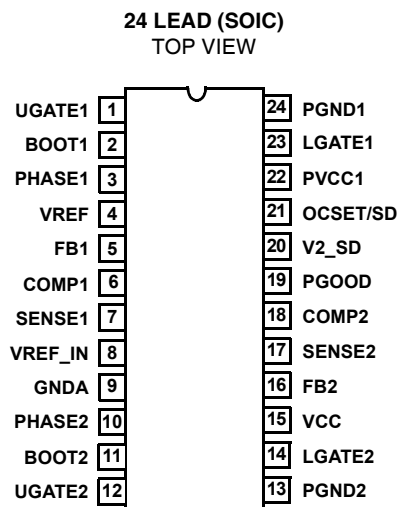 24 LEAD (SOIC)
TOP VIEW
UGATE1 1 24 PGND1
BOOT1 2 23 LGATE1
PHASE1 3 22 PVCC1
VREF 4 21 OCSET/SD
FB1 5 20 V2_SD
COMP1 6 19 PGOOD
SENSE1 7 18 COMP2
VREF_IN 8 17 SENSE2
GNDA 9 16 FB2
PHASE2 10 15 VCC
BOOT2 11 14 LGATE2
UGATE2 12 13 PGND2